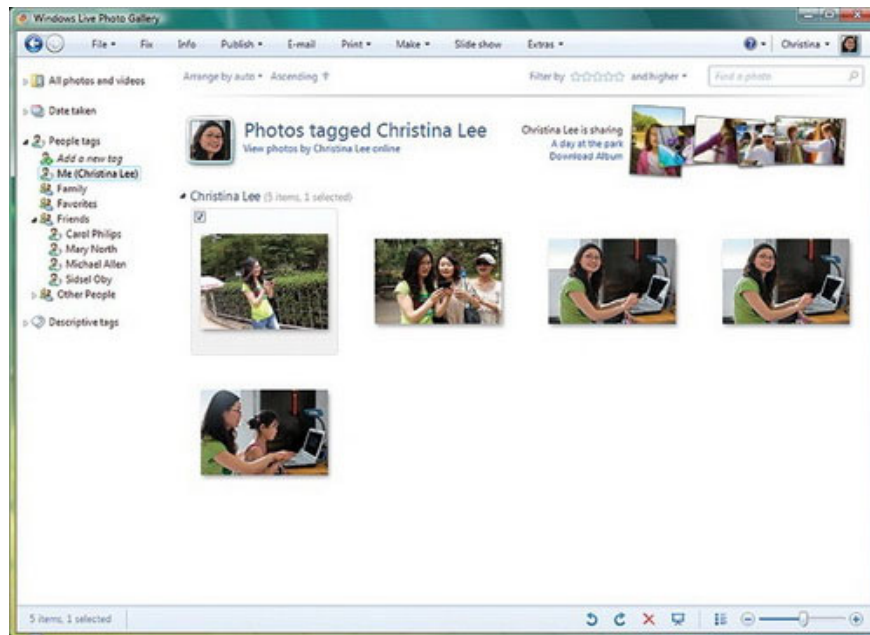 Windows Live Photo Gallery
File Fix Info Publish E-mail Print Make Slide show Extras Christina
All photos and videos
Date taken
People tags
Add a new tag
Me (Christina Lee)
Family
Favorites
Friends
Carol Philips
Mary North
Michael Allen
Sidsel Oby
Other People
Descriptive tags
Arrange by auto Ascending
Filter by and higher
Find a photo
Photos tagged Christina Lee
View photos by Christina Lee online
Christina Lee is sharing
A day at the park
Download Album
Christina Lee (5 items, 1 selected)
5 items, 1 selected